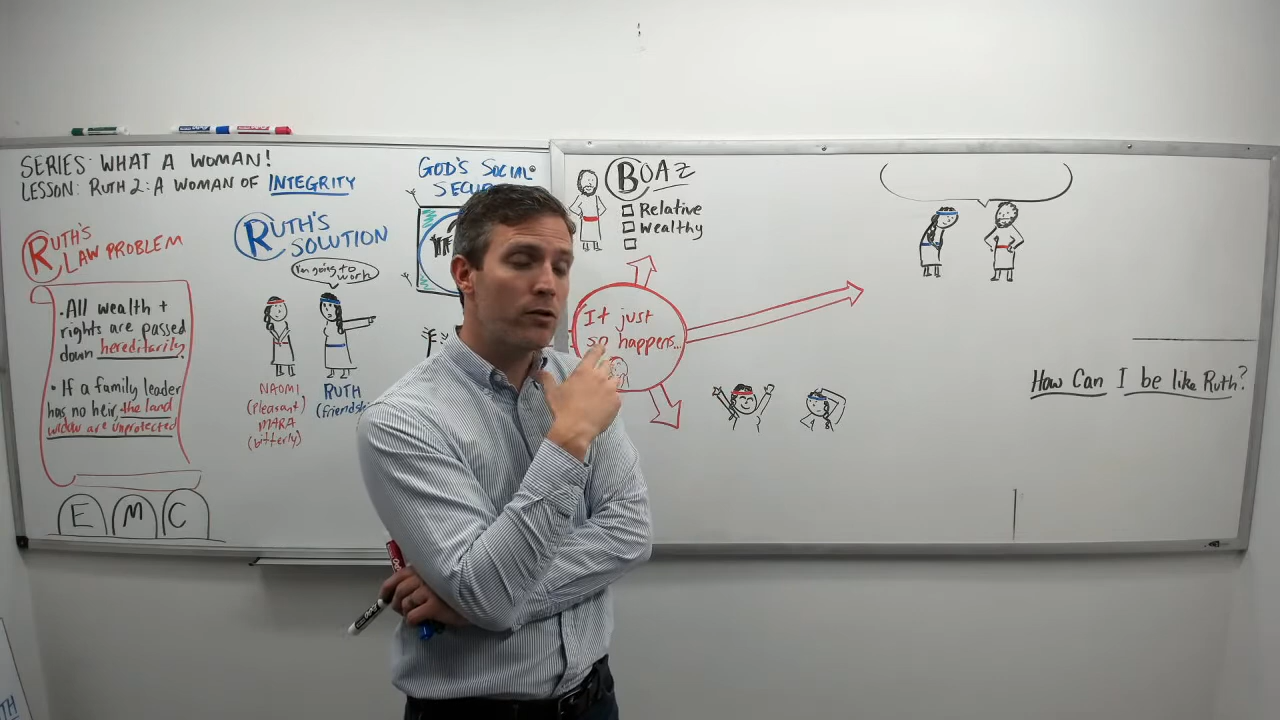 SERIES: WHAT A WOMAN!
LESSON: RUTH 2: A WOMAN OF INTEGRITY
RUTH'S
LAW PROBLEM
• All wealth +
rights are passed
down hereditarily.
• If a family leader
has no heir, the land
widow are unprotected
E M C
RUTH'S
SOLUTION
I'm going to
work
NAOMI
(pleasant)
MARA
(bitterly)
RUTH
GOD'S SOCIAL
BOAZ
Relative
Wealthy
It just
so happens...
How Can I be like Ruth?